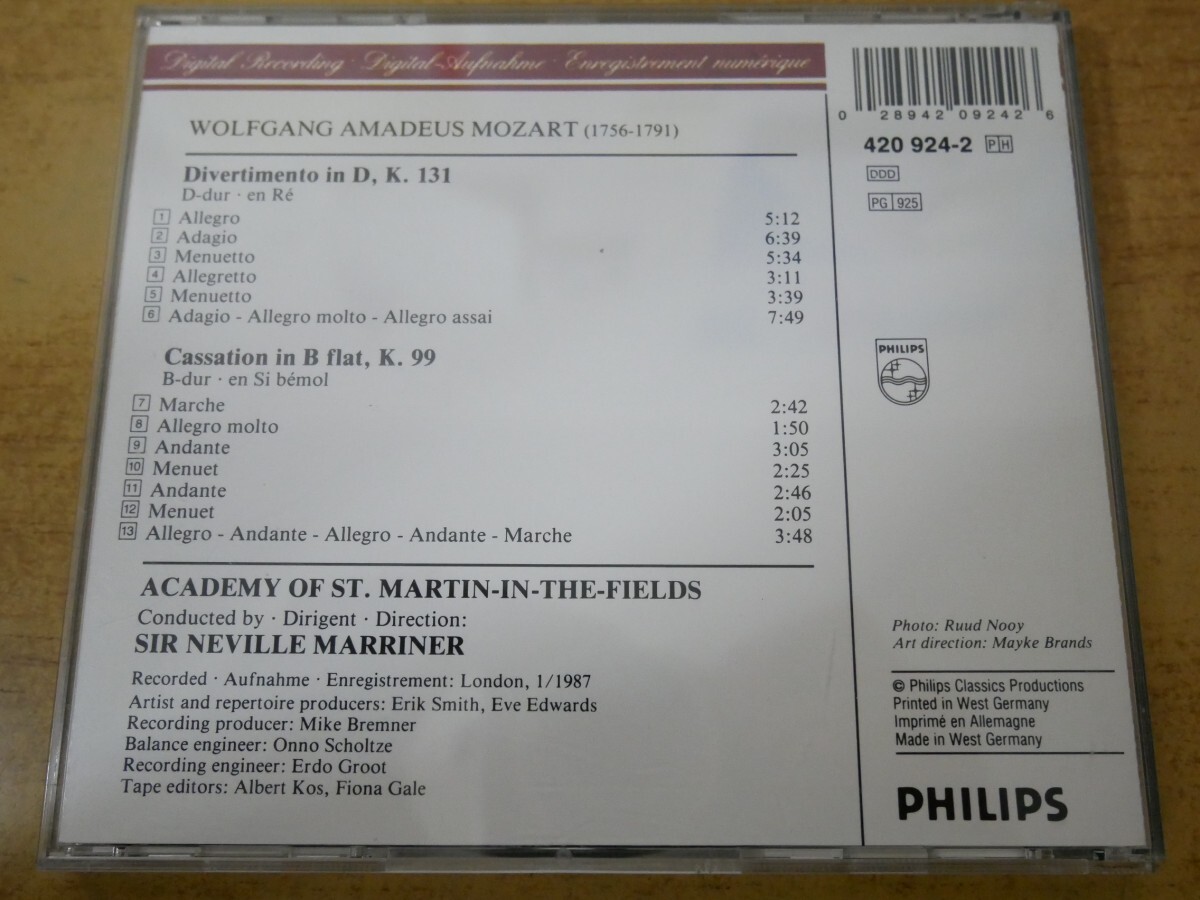 Digital Recording · Digital-Aufnahme · Enregistrement numérique
WOLFGANG AMADEUS MOZART (1756-1791)
Divertimento in D, K. 131
D-dur · en Ré
1 Allegro 5:12
2 Adagio 6:39
3 Menuetto 5:34
4 Allegretto 3:11
5 Menuetto 3:39
6 Adagio - Allegro molto - Allegro assai 7:49
Cassation in B flat, K. 99
B-dur · en Si bémol
7 Marche 2:42
8 Allegro molto 1:50
9 Andante 3:05
10 Menuet 2:25
11 Andante 2:46
12 Menuet 2:05
13 Allegro - Andante - Allegro - Andante - Marche 3:48
ACADEMY OF ST. MARTIN-IN-THE-FIELDS
Conducted by · Dirigent · Direction:
SIR NEVILLE MARRINER
Recorded · Aufnahme · Enregistrement: London, 1/1987
Artist and repertoire producers: Erik Smith, Eve Edwards
Recording producer: Mike Bremner
Balance engineer: Onno Scholtze
Recording engineer: Erdo Groot
Tape editors: Albert Kos, Fiona Gale
0 28942 09242 6
420 924-2 PH
DDD
PG 925
PHILIPS
Photo: Ruud Nooy
Art direction: Mayke Brands
© Philips Classics Productions
Printed in West Germany
Imprimé en Allemagne
Made in West Germany
PHILIPS